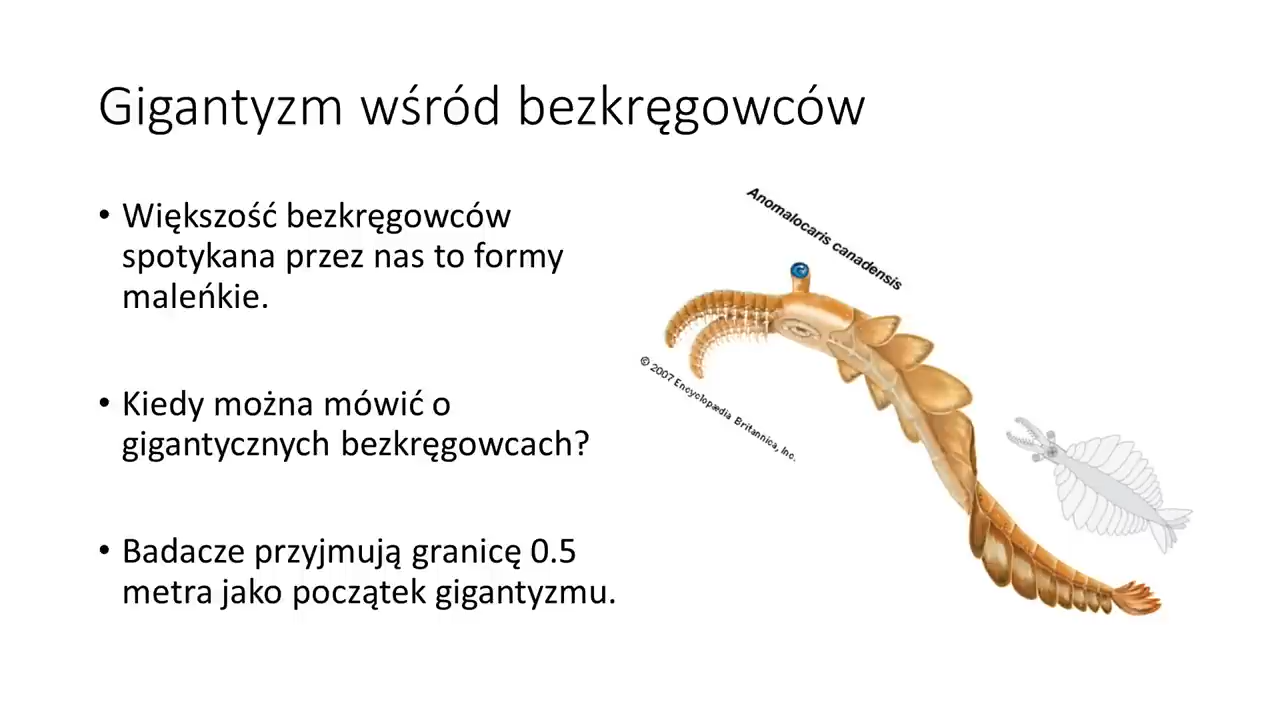 Gigantyzm wśród bezkręgowców
• Większość bezkręgowców
spotykana przez nas to formy
maleńkie.
• Kiedy można mówić o
gigantycznych bezkręgowcach?
• Badacze przyjmują granicę 0.5
metra jako początek gigantyzmu.
Anomalocaris canadensis
© 2007 Encyclopædia Britannica, Inc.